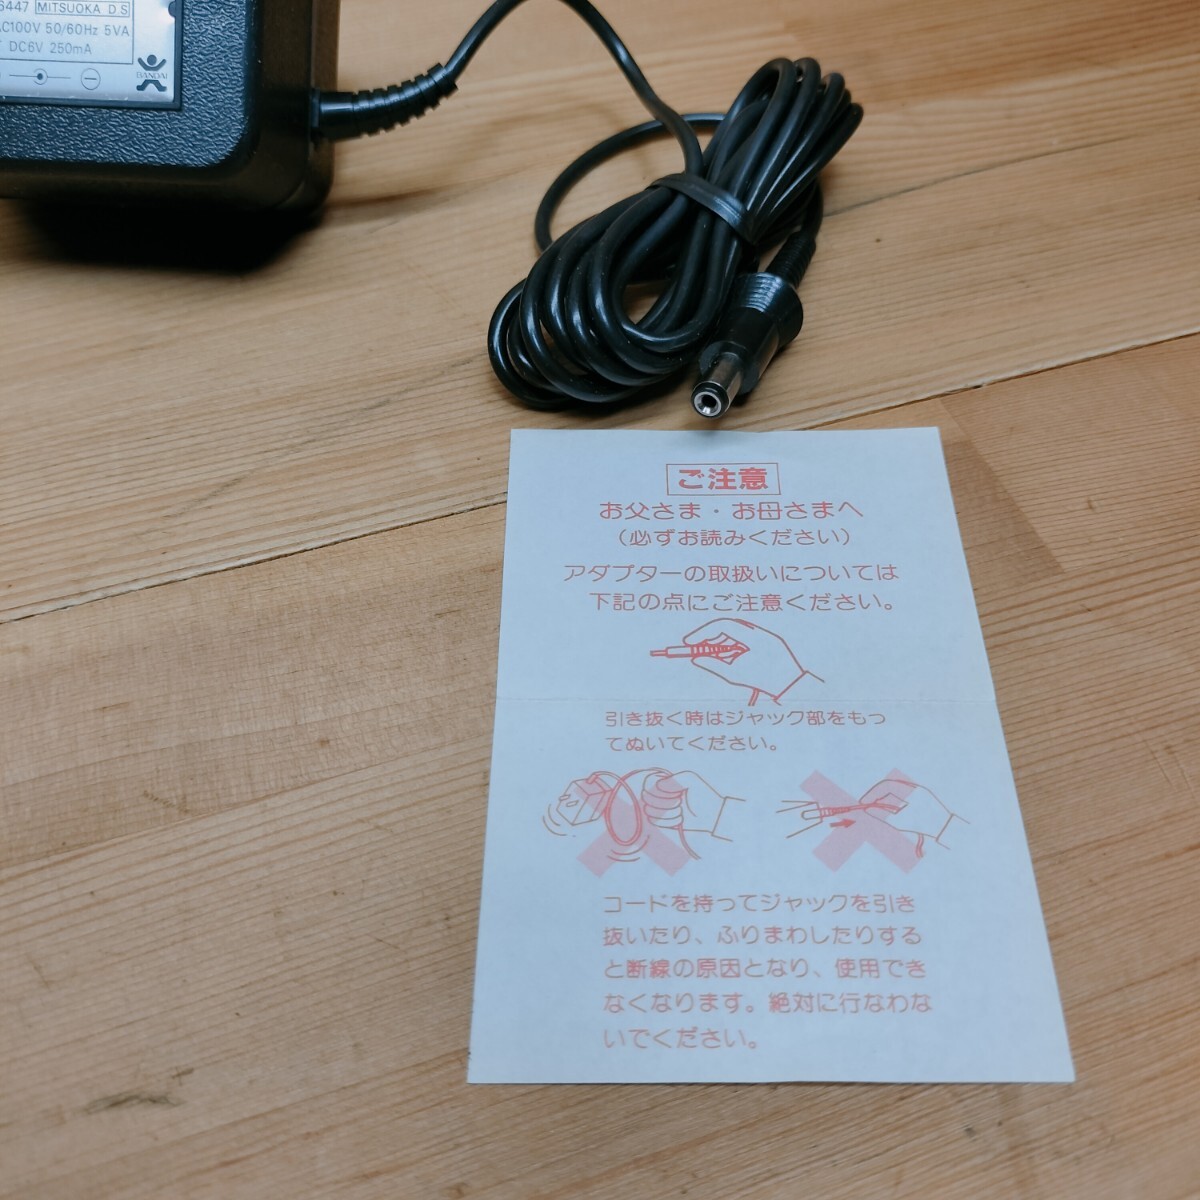 6447 MITSUOKA D S
AC100V 50/60Hz 5VA
DC6V 250mA
BANDAI
ご注意
お父さま・お母さまへ
（必ずお読みください）
アダプターの取扱いについては
下記の点にご注意ください。
引き抜く時はジャック部をもっ
てぬいてください。
コードを持ってジャックを引き
抜いたり、ふりまわしたりする
と断線の原因となり、使用でき
なくなります。絶対に行なわな
いでください。